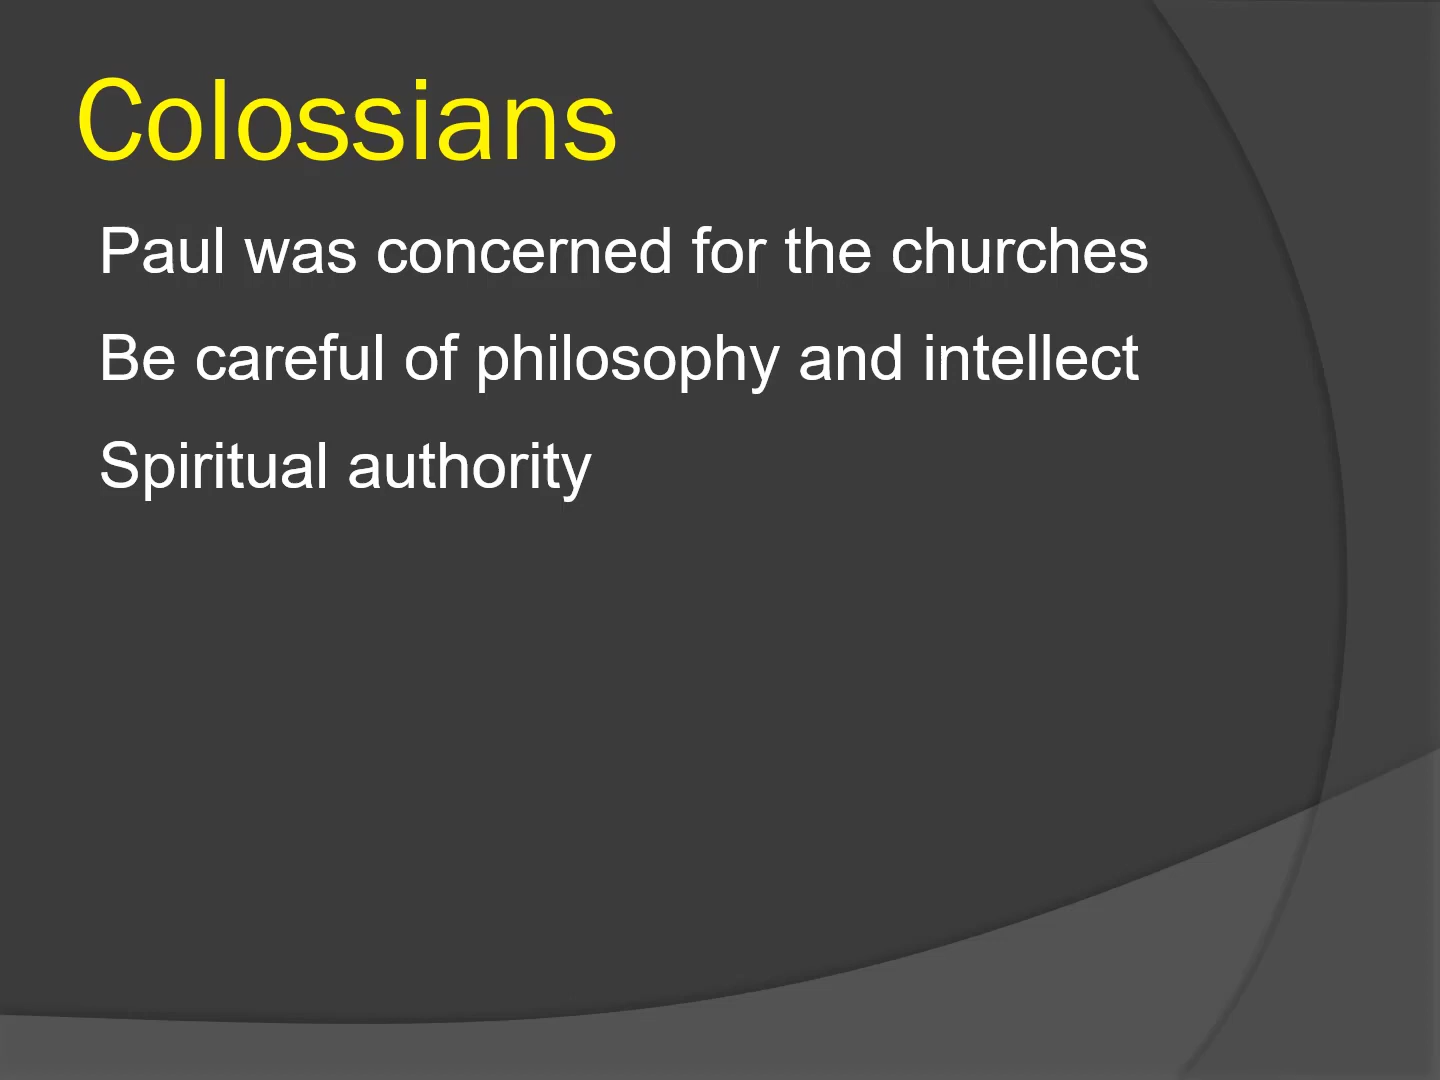 Colossians
Paul was concerned for the churches
Be careful of philosophy and intellect
Spiritual authority